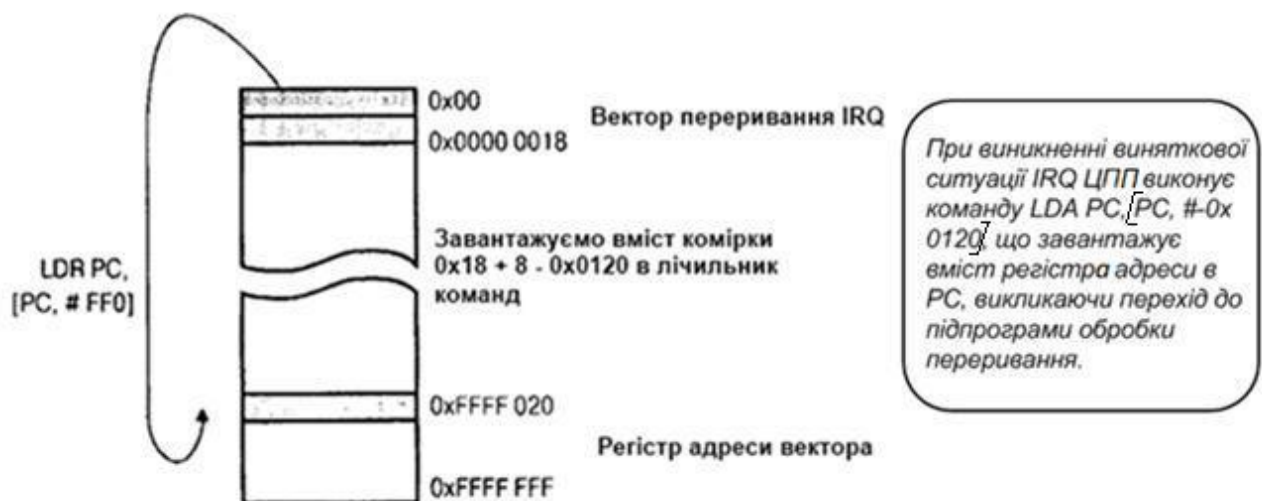 0x00
Вектор переривання IRQ
0x0000 0018
Завантажуємо вміст комірки
0x18 + 8 - 0x0120 в лічильник
команд
LDR PC,
[PC, # FF0]
0xFFFF 020
Регістр адреси вектора
0xFFFF FFF
При виникненні виняткової
ситуації IRQ ЦПП виконує
команду LDA PC, [PC, #-0x
0120], що завантажує
вміст регістра адреси в
PC, викликаючи перехід до
підпрограми обробки
переривання.